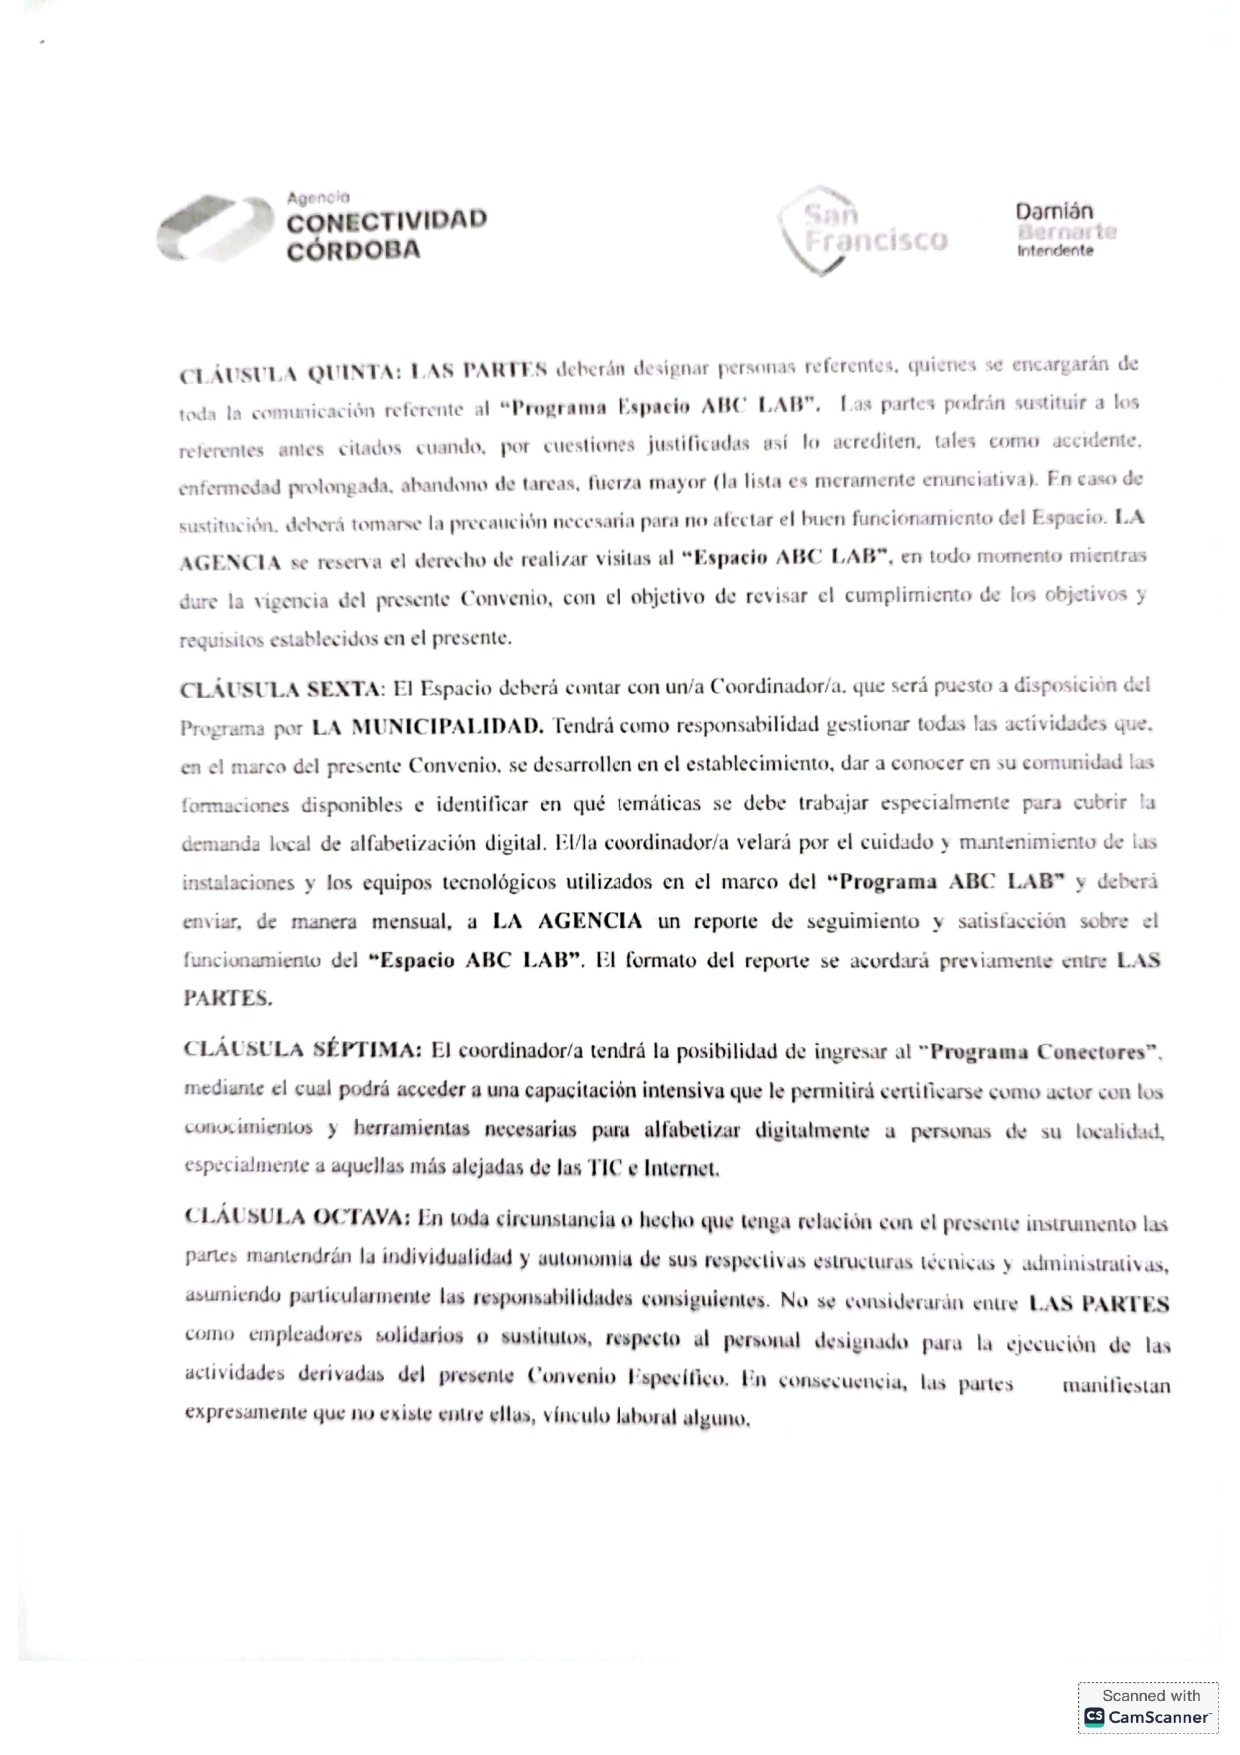 Agencia
CONECTIVIDAD
CÓRDOBA
San
Francisco
Damián
Bernarte
Intendente
CLÁUSULA QUINTA: LAS PARTES deberán designar personas referentes, quienes se encargarán de
toda la comunicación referente al “Programa Espacio ABC LAB”. Las partes podrán sustituir a los
referentes antes citados cuando, por cuestiones justificadas así lo acrediten, tales como accidente,
enfermedad prolongada, abandono de tareas, fuerza mayor (la lista es meramente enunciativa). En caso de
sustitución, deberá tomarse la precaución necesaria para no afectar el buen funcionamiento del Espacio. LA
AGENCIA se reserva el derecho de realizar visitas al “Espacio ABC LAB”, en todo momento mientras
dure la vigencia del presente Convenio, con el objetivo de revisar el cumplimiento de los objetivos y
requisitos establecidos en el presente.
CLÁUSULA SEXTA: El Espacio deberá contar con un/a Coordinador/a, que será puesto a disposición del
Programa por LA MUNICIPALIDAD. Tendrá como responsabilidad gestionar todas las actividades que,
en el marco del presente Convenio, se desarrollen en el establecimiento, dar a conocer en su comunidad las
formaciones disponibles e identificar en qué temáticas se debe trabajar especialmente para cubrir la
demanda local de alfabetización digital. El/la coordinador/a velará por el cuidado y mantenimiento de las
instalaciones y los equipos tecnológicos utilizados en el marco del “Programa ABC LAB” y deberá
enviar, de manera mensual, a LA AGENCIA un reporte de seguimiento y satisfacción sobre el
funcionamiento del “Espacio ABC LAB”. El formato del reporte se acordará previamente entre LAS
PARTES.
CLÁUSULA SÉPTIMA: El coordinador/a tendrá la posibilidad de ingresar al “Programa Conectores”,
mediante el cual podrá acceder a una capacitación intensiva que le permitirá certificarse como actor con los
conocimientos y herramientas necesarias para alfabetizar digitalmente a personas de su localidad,
especialmente a aquellas más alejadas de las TIC e Internet.
CLÁUSULA OCTAVA: En toda circunstancia o hecho que tenga relación con el presente instrumento las
partes mantendrán la individualidad y autonomía de sus respectivas estructuras técnicas y administrativas,
asumiendo particularmente las responsabilidades consiguientes. No se considerarán entre LAS PARTES
como empleadores solidarios o sustitutos, respecto al personal designado para la ejecución de las
actividades derivadas del presente Convenio Específico. En consecuencia, las partes manifiestan
expresamente que no existe entre ellas, vínculo laboral alguno.
Scanned with
CS CamScanner